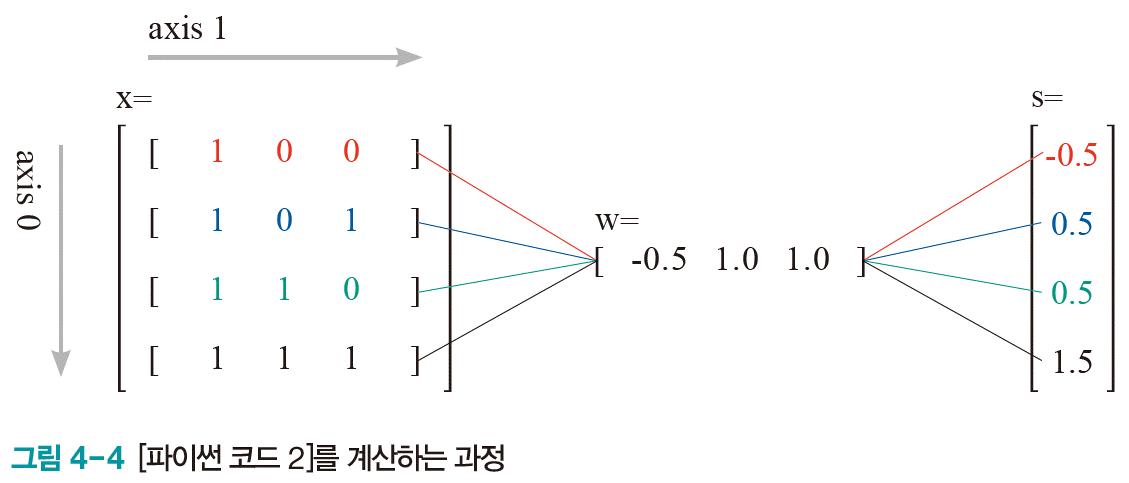 axis 1
axis 0
x=
[ 1 0 0 ]
[ 1 0 1 ]
[ 1 1 0 ]
[ 1 1 1 ]
w=
[ -0.5 1.0 1.0 ]
s=
-0.5
0.5
0.5
1.5
그림 4-4 [파이썬 코드 2]를 계산하는 과정